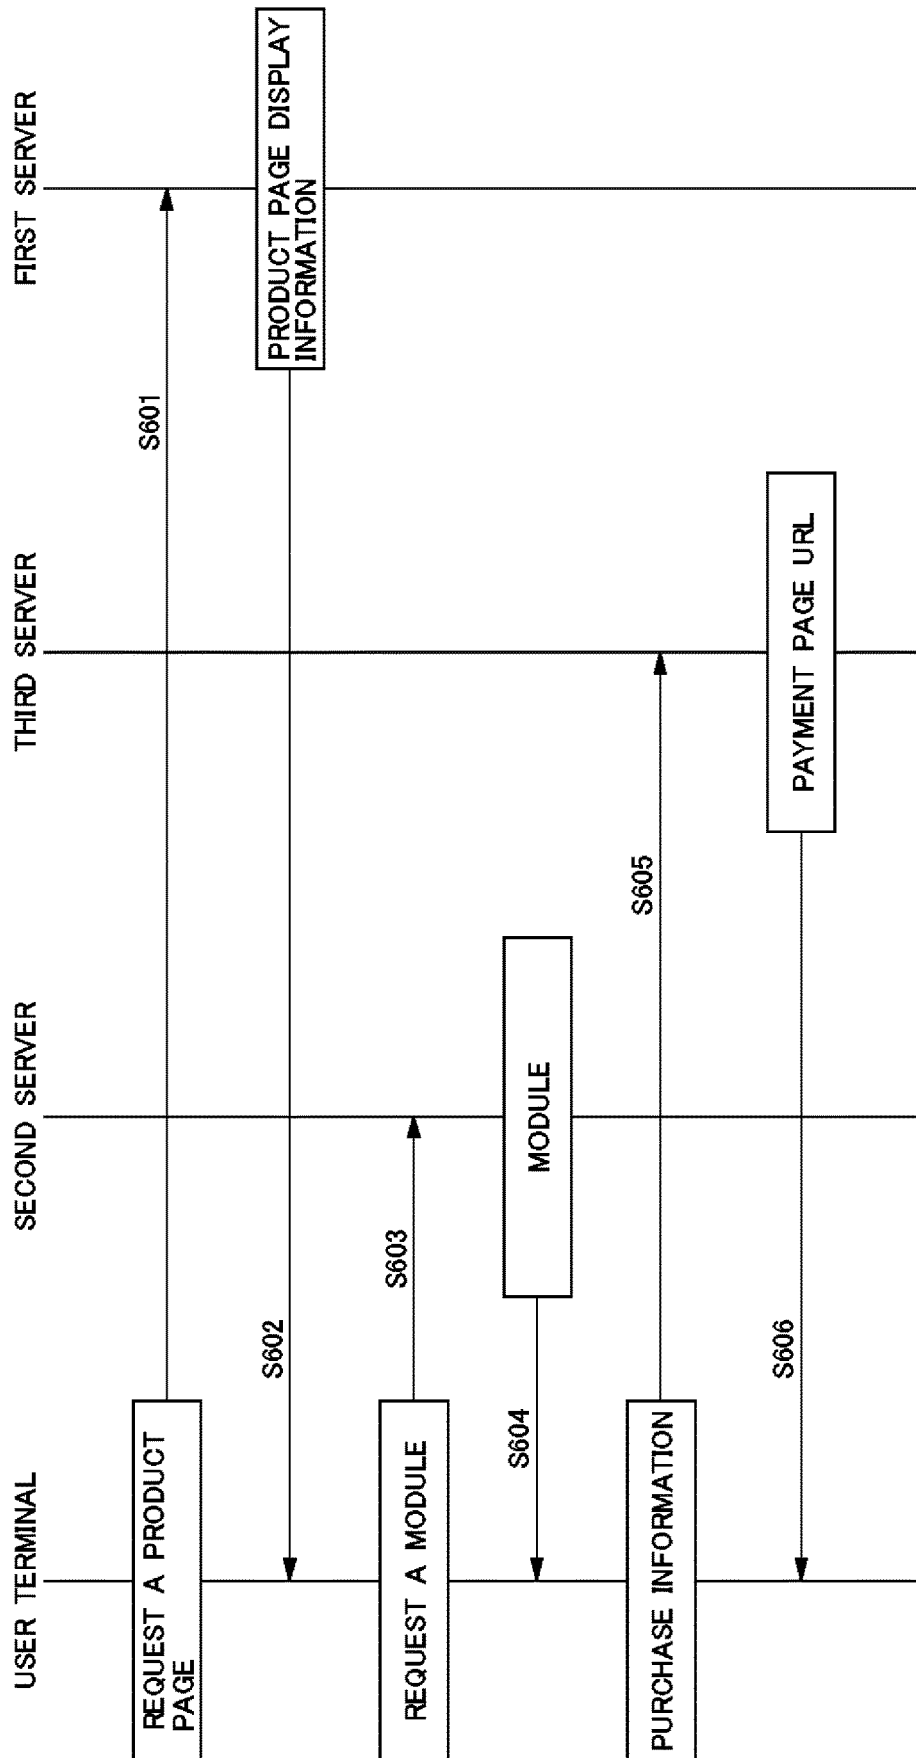 USER TERMINAL
SECOND SERVER
THIRD SERVER
FIRST SERVER
REQUEST A PRODUCT
PAGE
S601
PRODUCT PAGE DISPLAY
INFORMATION
S602
REQUEST A MODULE
S603
MODULE
S604
PURCHASE INFORMATION
S605
PAYMENT PAGE URL
S606